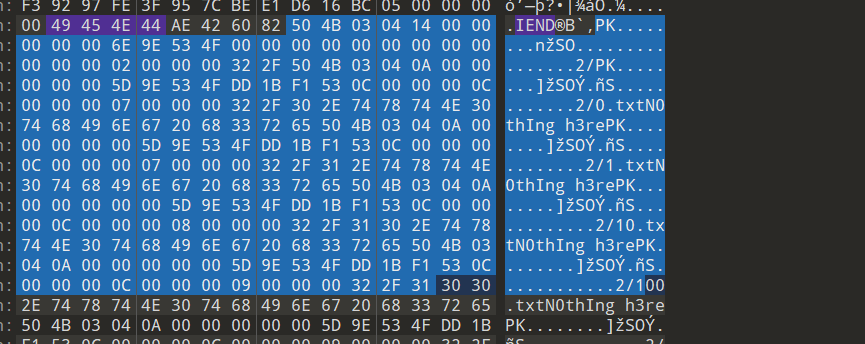 F3 92 97 FE 3F 95 7C BE E1 D6 16 BC 05 00 00 00 ó’—þ?•|¾áÖ.¼....
00 49 45 4E 44 AE 42 60 82 50 4B 03 04 14 00 00 .IEND®B`‚PK.....
00 00 00 6E 9E 53 4F 00 00 00 00 00 00 00 00 00 ...nžSO.........
00 00 00 02 00 00 00 32 2F 50 4B 03 04 0A 00 00 .......2/PK.....
00 00 00 5D 9E 53 4F DD 1B F1 53 0C 00 00 00 0C ...]žSOÝ.ñS.....
00 00 00 07 00 00 00 32 2F 30 2E 74 78 74 4E 30 .......2/0.txtN0
74 68 49 6E 67 20 68 33 72 65 50 4B 03 04 0A 00 thIng h3rePK....
00 00 00 00 5D 9E 53 4F DD 1B F1 53 0C 00 00 00 ....]žSOÝ.ñS....
0C 00 00 00 07 00 00 00 32 2F 31 2E 74 78 74 4E ........2/1.txtN
30 74 68 49 6E 67 20 68 33 72 65 50 4B 03 04 0A 0thIng h3rePK...
00 00 00 00 00 5D 9E 53 4F DD 1B F1 53 0C 00 00 .....]žSOÝ.ñS...
00 0C 00 00 00 08 00 00 00 32 2F 31 30 2E 74 78 .........2/10.tx
74 4E 30 74 68 49 6E 67 20 68 33 72 65 50 4B 03 tN0thIng h3rePK.
04 0A 00 00 00 00 00 5D 9E 53 4F DD 1B F1 53 0C .......]žSOÝ.ñS.
00 00 00 0C 00 00 00 09 00 00 00 32 2F 31 30 30 ...........2/100
2E 74 78 74 4E 30 74 68 49 6E 67 20 68 33 72 65 .txtN0thIng h3re
50 4B 03 04 0A 00 00 00 00 00 5D 9E 53 4F DD 1B PK........]žSOÝ.